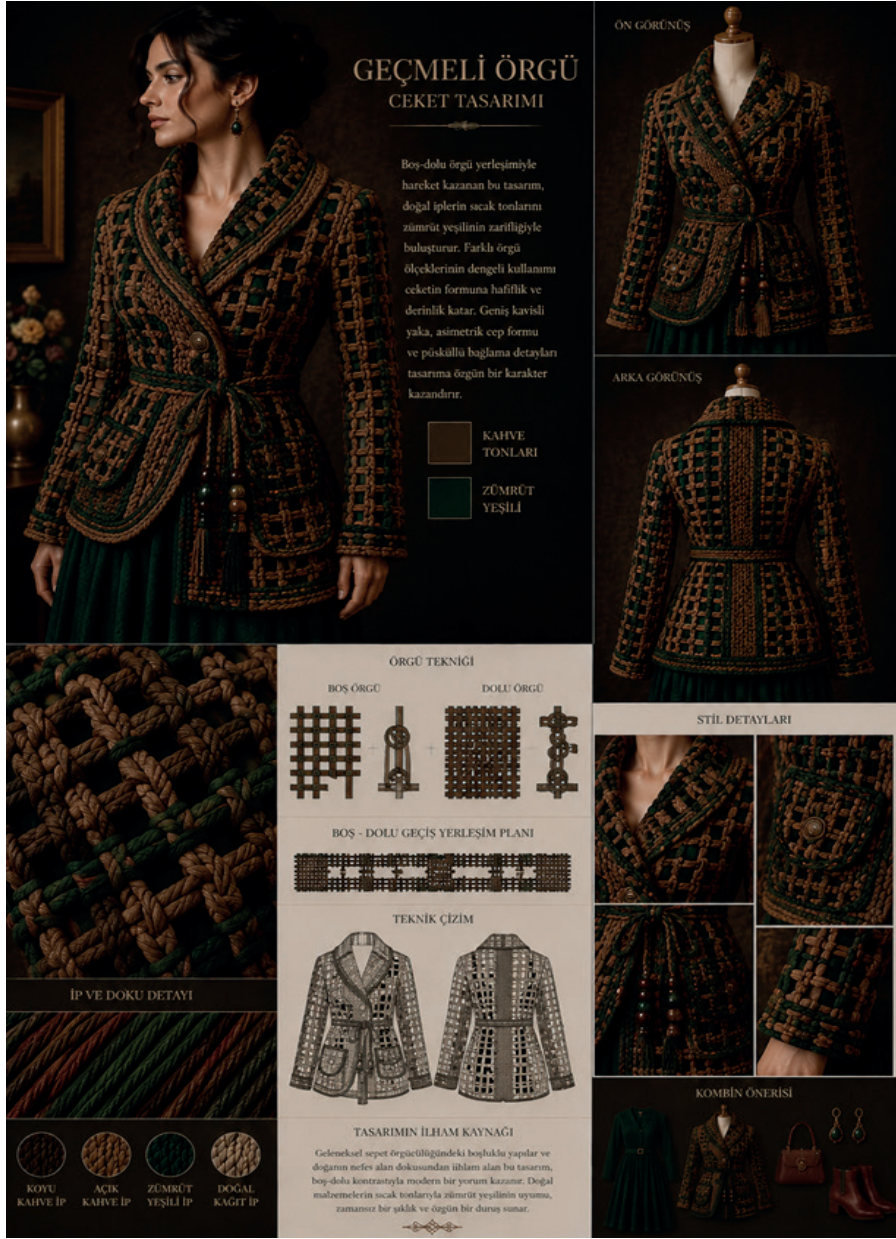 GEÇMELİ ÖRGÜ
CEKET TASARIMI
Boş-dolu örgü yerleşimiyle
hareket kazanan bu tasarım,
doğal iplerin sıcak tonlarını
zümrüt yeşilinin zarifliğiyle
buluşturur. Farklı örgü
ölçeklerinin dengeli kullanımı
ceketin formuna hafiflik ve
derinlik katar. Geniş kavisli
yaka, asimetrik cep formu
ve püsküllü bağlama detayları
tasarıma özgün bir karakter
kazandırır.
KAHVE
TONLARI
ZÜMRÜT
YEŞİLİ
ÖN GÖRÜNÜŞ
ARKA GÖRÜNÜŞ
İP VE DOKU DETAYI
KOYU
KAHVE İP
AÇIK
KAHVE İP
ZÜMRÜT
YEŞİLİ İP
DOĞAL
KAĞIT İP
ÖRGÜ TEKNİĞİ
BOŞ ÖRGÜ
DOLU ÖRGÜ
BOŞ - DOLU GEÇİŞ YERLEŞİM PLANI
TEKNİK ÇİZİM
TASARIMIN İLHAM KAYNAĞI
Geleneksel sepet örgücülüğündeki boşluklu yapılar ve
doğanın nefes alan dokusundan iihlam alan bu tasarım,
boş-dolu kontrastıyla modern bir yorum kazanır. Doğal
malzemelerin sıcak tonlarıyla zümrüt yeşilinin uyumu,
zamansız bir şıklık ve özgün bir duruş sunar.
STİL DETAYLARI
KOMBİN ÖNERİSİ